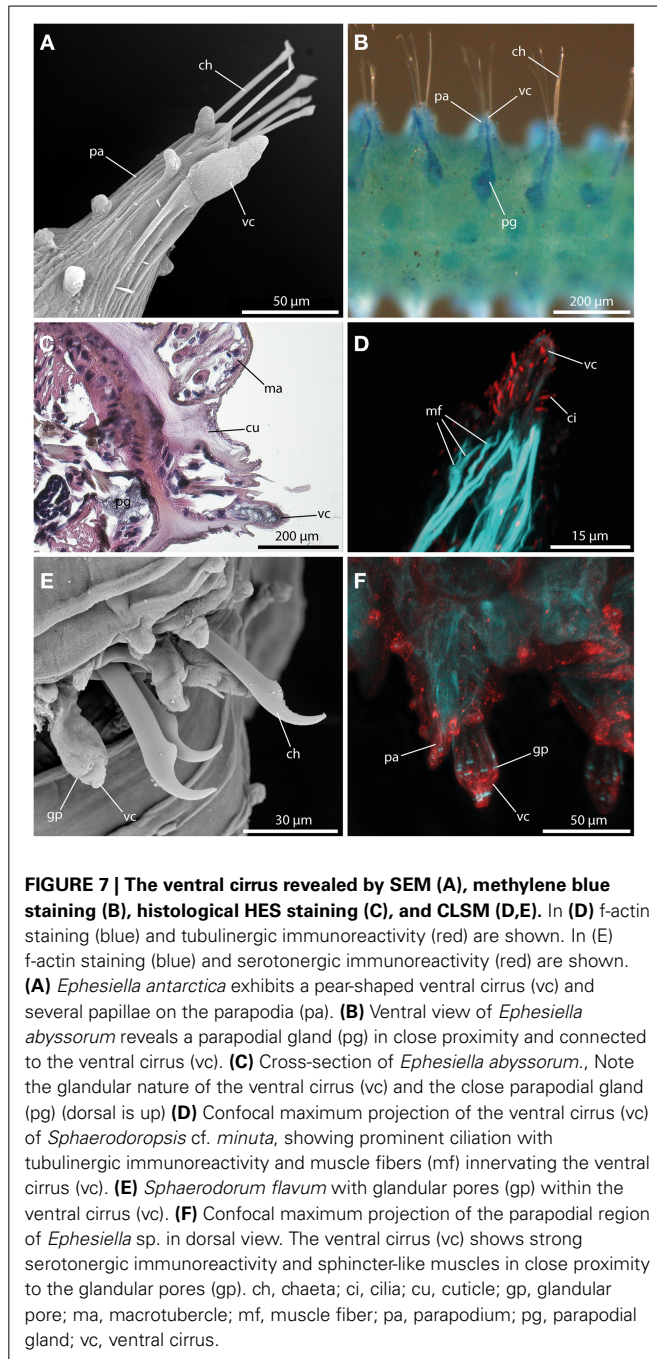 A
ch
pa
vc
50 µm
B
ch
pa
vc
pg
200 µm
C
ma
cu
pg
vc
200 µm
D
vc
mf
ci
15 µm
E
ch
gp
vc
30 µm
F
pa
gp
vc
50 µm
FIGURE 7 | The ventral cirrus revealed by SEM (A), methylene blue
staining (B), histological HES staining (C), and CLSM (D,E). In (D) f-actin
staining (blue) and tubulinergic immunoreactivity (red) are shown. In (E)
f-actin staining (blue) and serotonergic immunoreactivity (red) are shown.
(A) Ephesiella antarctica exhibits a pear-shaped ventral cirrus (vc) and
several papillae on the parapodia (pa). (B) Ventral view of Ephesiella
abyssorum reveals a parapodial gland (pg) in close proximity and connected
to the ventral cirrus (vc). (C) Cross-section of Ephesiella abyssorum., Note
the glandular nature of the ventral cirrus (vc) and the close parapodial gland
(pg) (dorsal is up) (D) Confocal maximum projection of the ventral cirrus (vc)
of Sphaerodoropsis cf. minuta, showing prominent ciliation with
tubulinergic immunoreactivity and muscle fibers (mf) innervating the ventral
cirrus (vc). (E) Sphaerodorum flavum with glandular pores (gp) within the
ventral cirrus (vc). (F) Confocal maximum projection of the parapodial region
of Ephesiella sp. in dorsal view. The ventral cirrus (vc) shows strong
serotonergic immunoreactivity and sphincter-like muscles in close proximity
to the glandular pores (gp). ch, chaeta; ci, cilia; cu, cuticle; gp, glandular
pore; ma, macrotubercle; mf, muscle fiber; pa, parapodium; pg, parapodial
gland; vc, ventral cirrus.